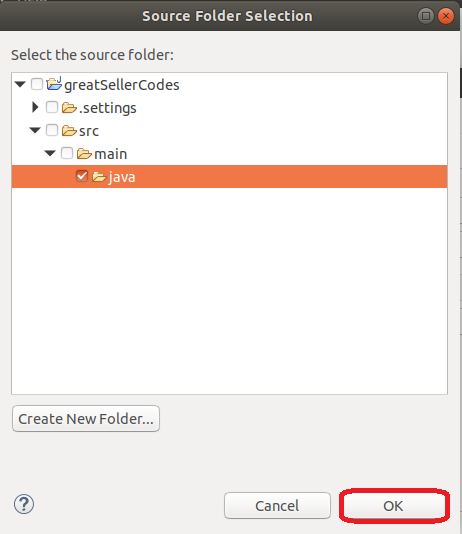 Source Folder Selection
Select the source folder:
greatSellerCodes
.settings
src
main
java
Create New Folder...
?
Cancel
OK